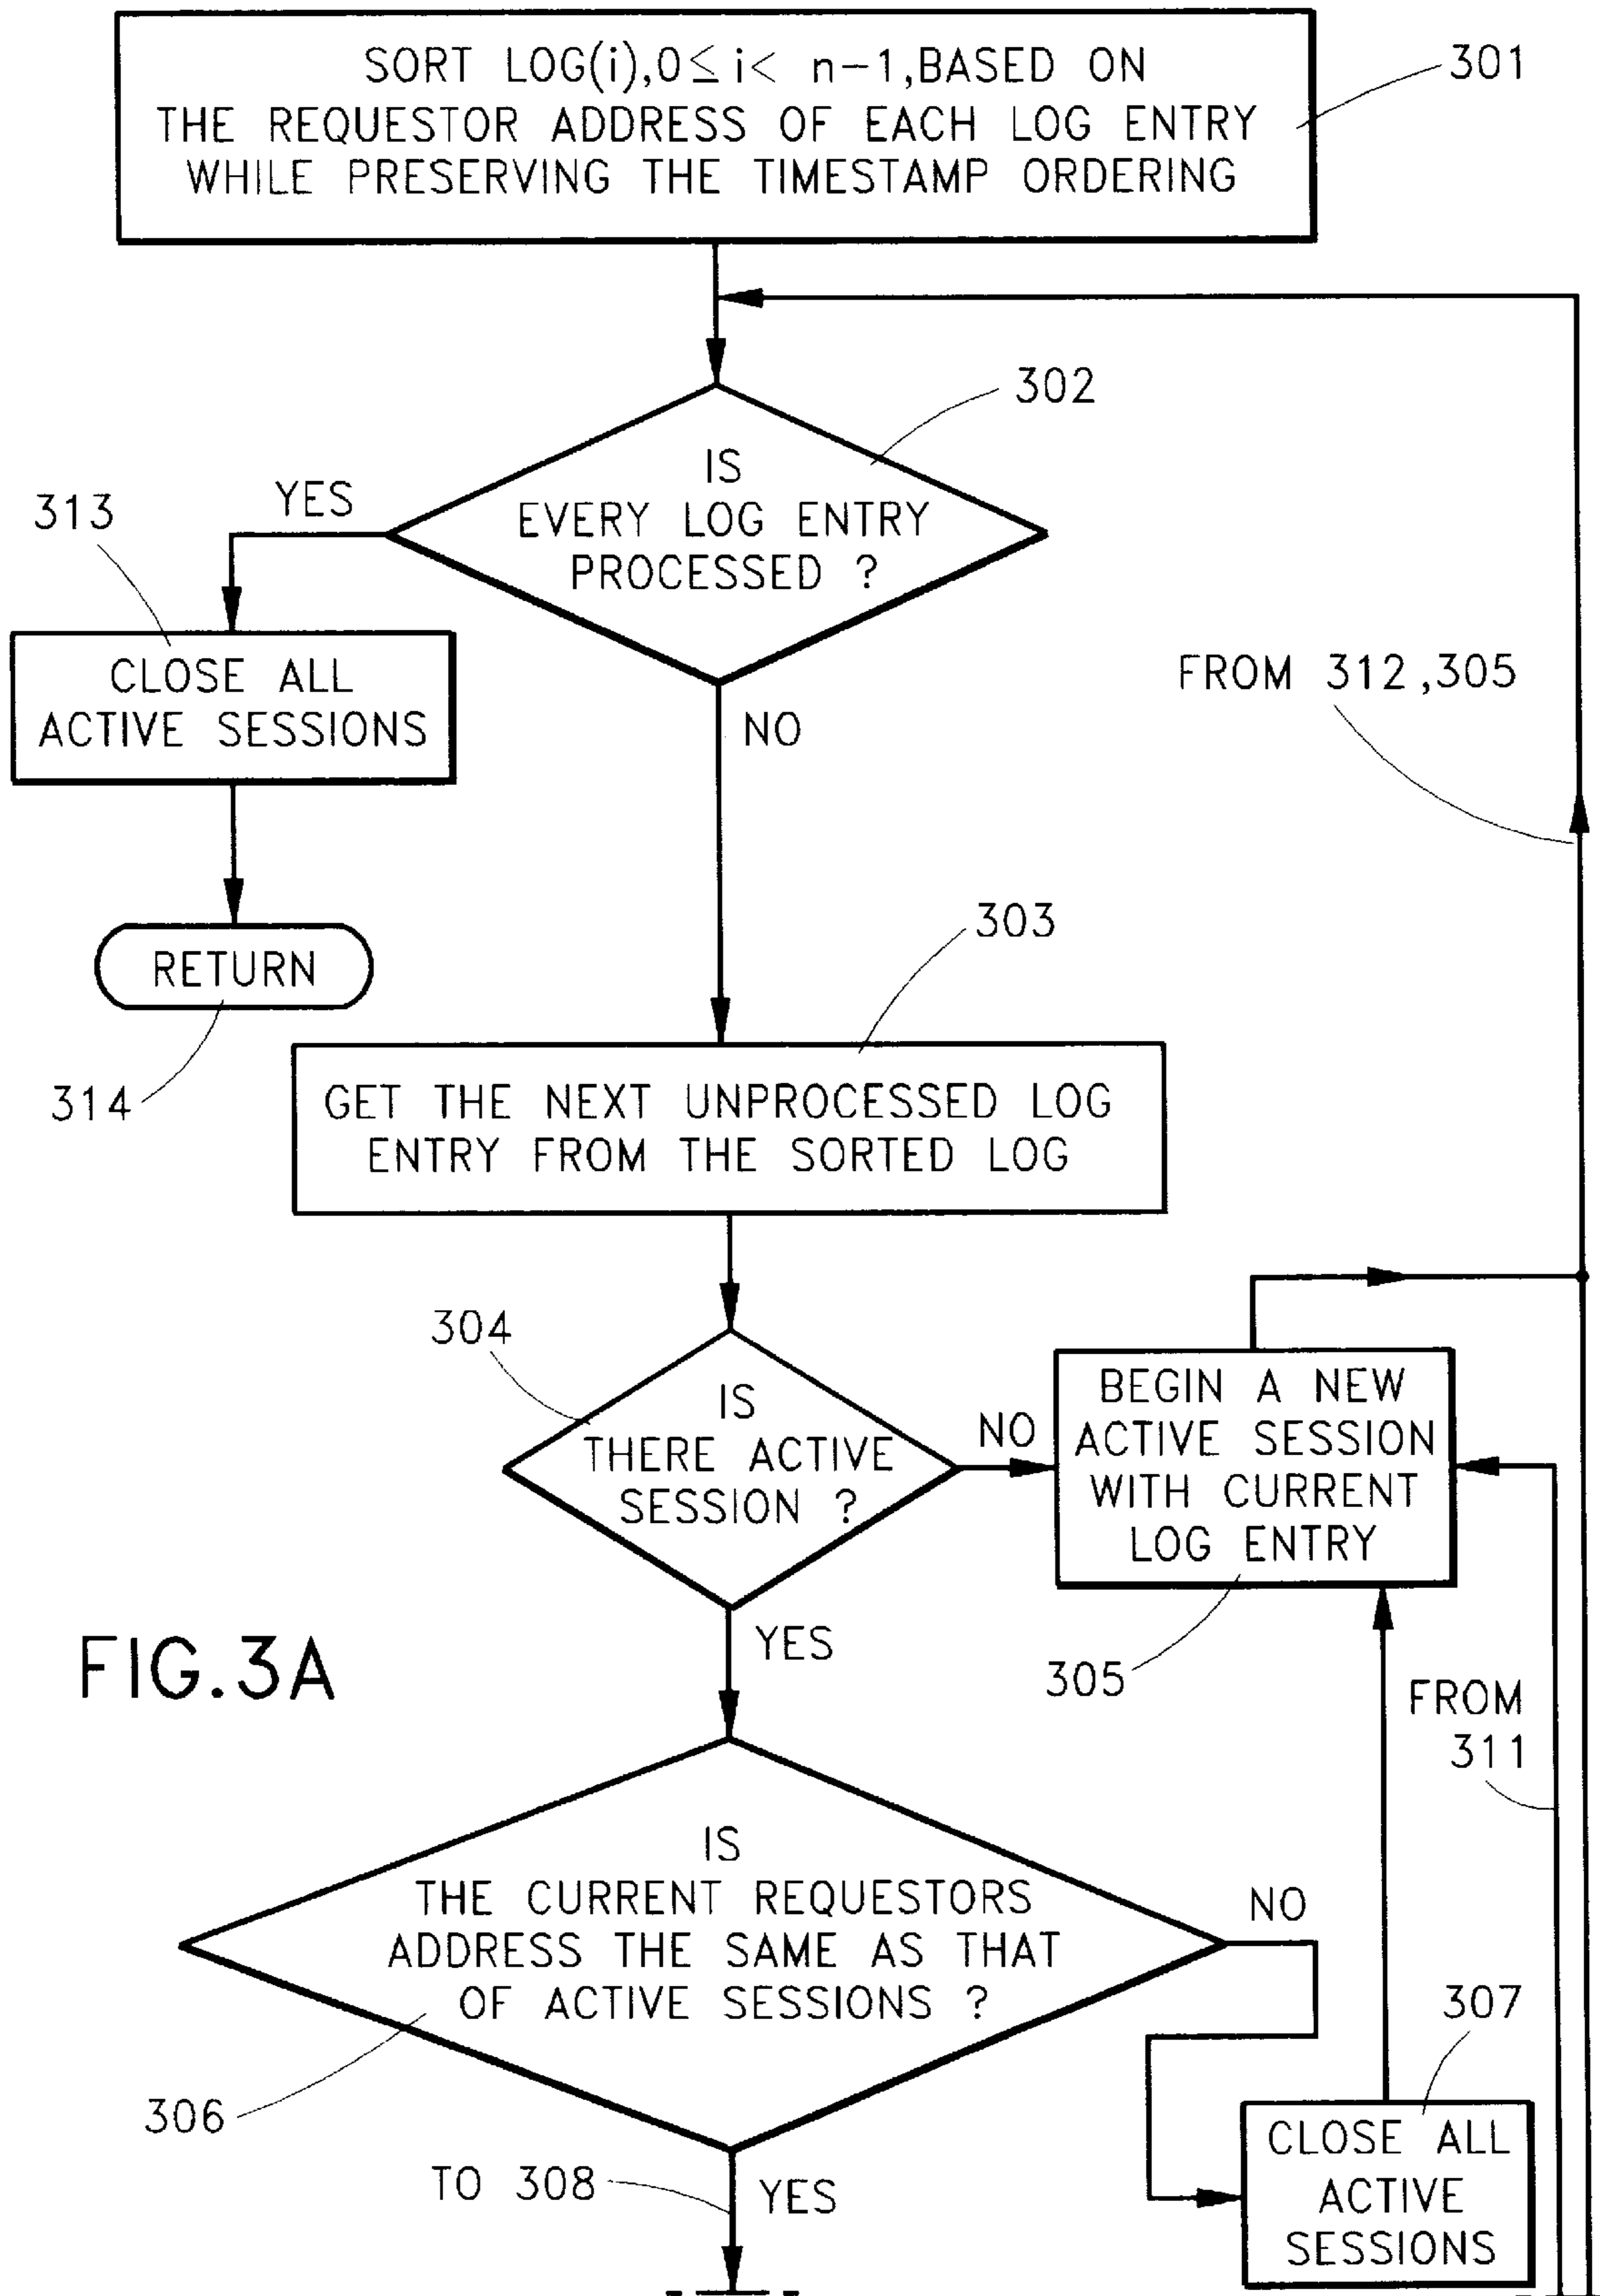 SORT LOG(i),0≤i< n-1,BASED ON
THE REQUESTOR ADDRESS OF EACH LOG ENTRY
WHILE PRESERVING THE TIMESTAMP ORDERING
301
302
IS
EVERY LOG ENTRY
PROCESSED ?
YES
313
CLOSE ALL
ACTIVE SESSIONS
NO
FROM 312,305
RETURN
314
303
GET THE NEXT UNPROCESSED LOG
ENTRY FROM THE SORTED LOG
304
IS
THERE ACTIVE
SESSION ?
NO
BEGIN A NEW
ACTIVE SESSION
WITH CURRENT
LOG ENTRY
305
YES
FIG.3A
FROM
311
IS
THE CURRENT REQUESTORS
ADDRESS THE SAME AS THAT
OF ACTIVE SESSIONS ?
NO
306
307
CLOSE ALL
ACTIVE
SESSIONS
TO 308
YES